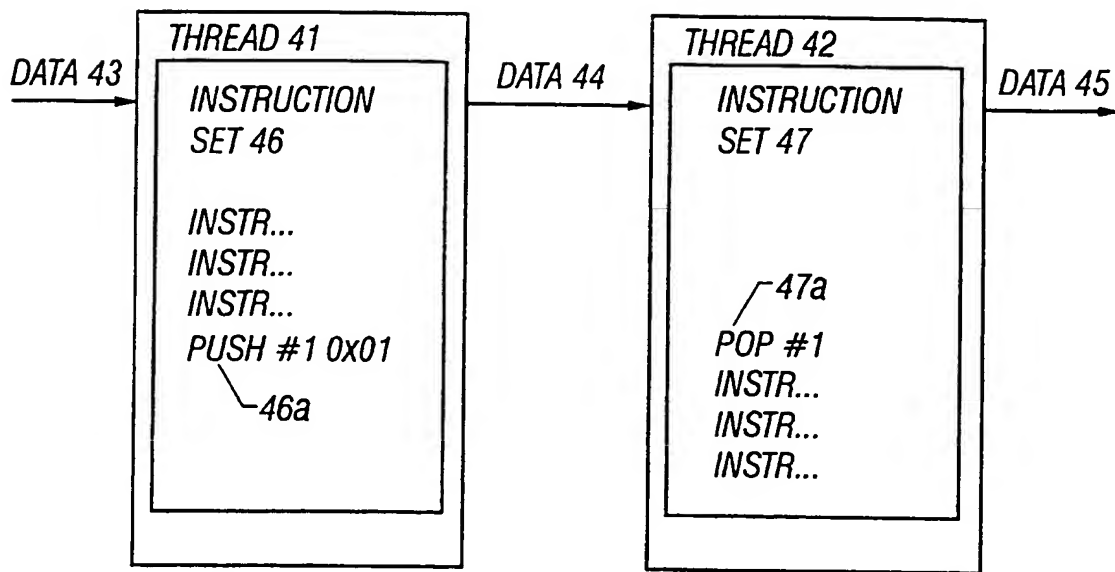 THREAD 41
DATA 43
INSTRUCTION
SET 46
INSTR...
INSTR...
INSTR...
PUSH #1 0x01
46a
DATA 44
THREAD 42
INSTRUCTION
SET 47
47a
POP #1
INSTR...
INSTR...
INSTR...
DATA 45